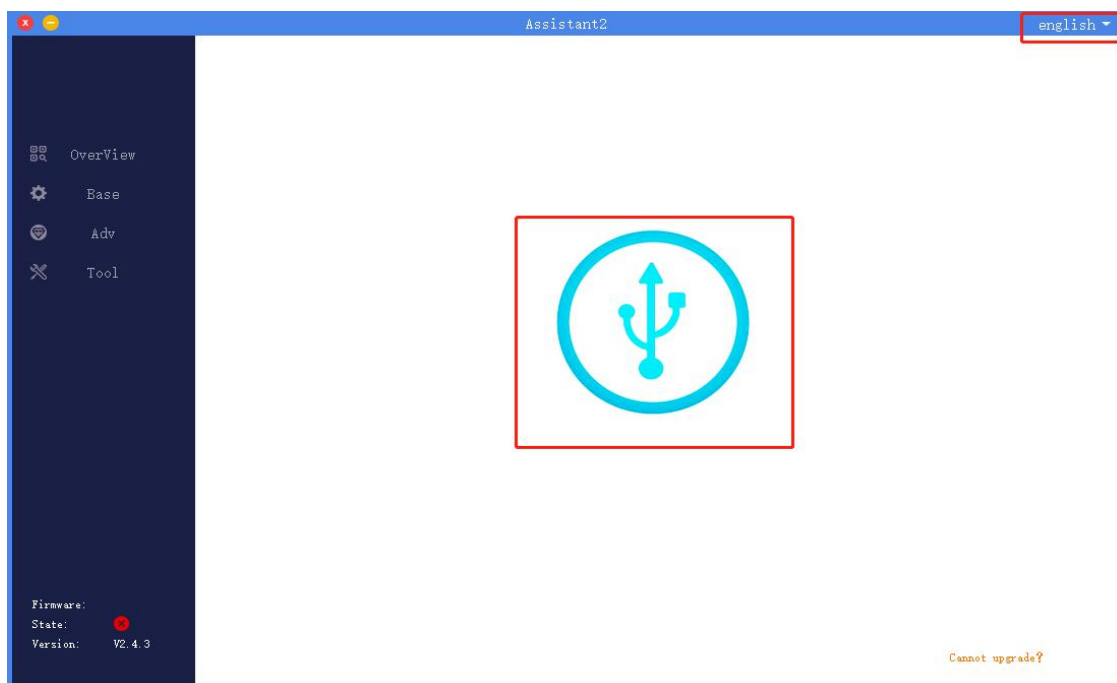 Assistant2
english
OverView
Base
Adv
Tool
Firmware:
State:
Version: V2.4.3
Cannot upgrade?